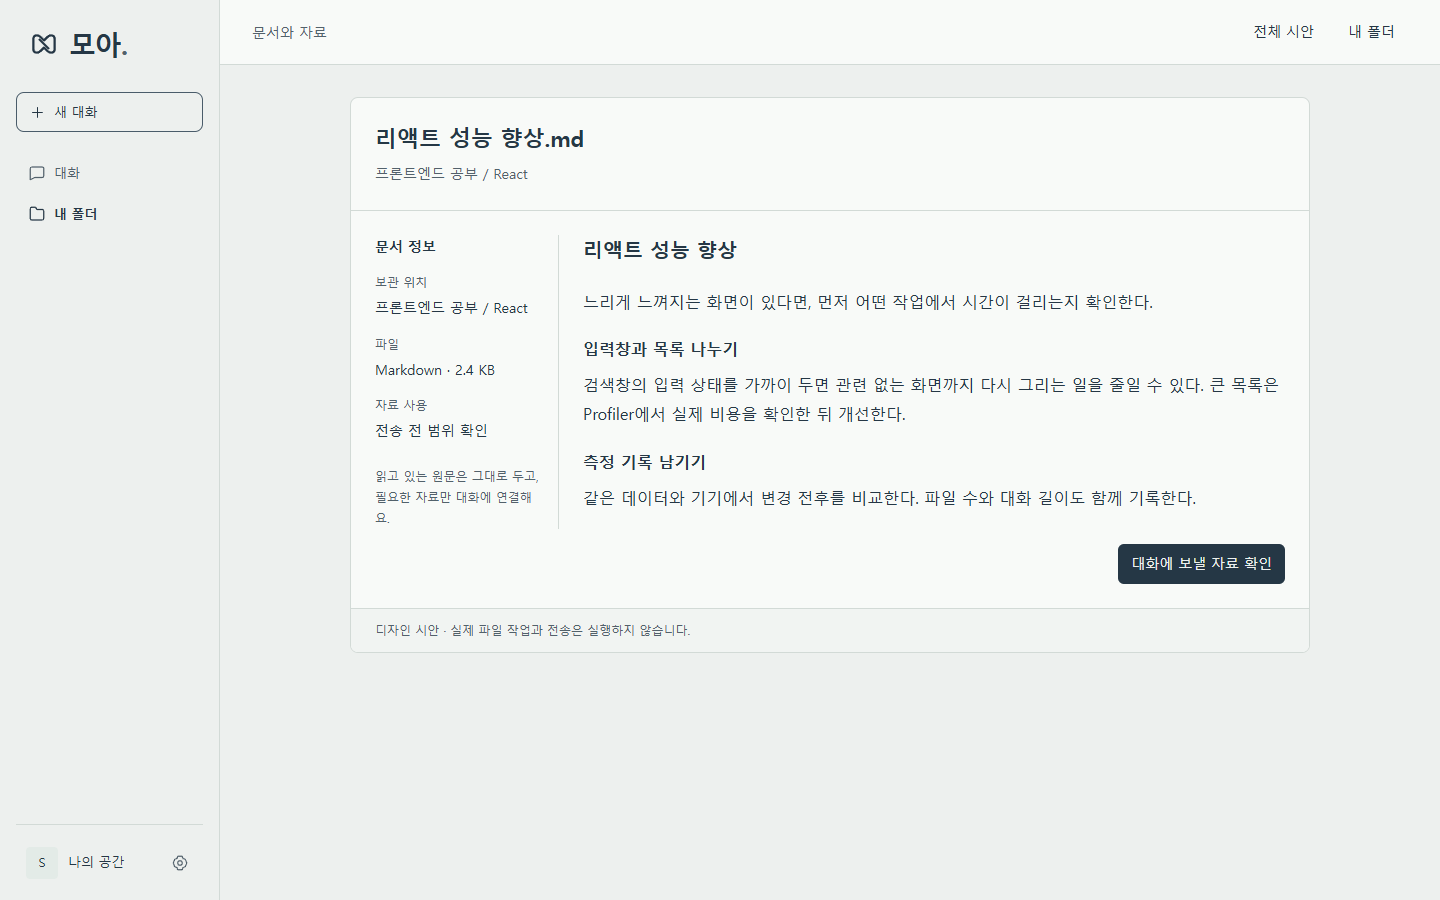 모아.
새 대화
대화
내 폴더
S 나의 공간
문서와 자료
전체 시안
내 폴더
리액트 성능 향상.md
프론트엔드 공부 / React
문서 정보
보관 위치
프론트엔드 공부 / React
파일
Markdown · 2.4 KB
자료 사용
전송 전 범위 확인
읽고 있는 원문은 그대로 두고,
필요한 자료만 대화에 연결해
요.
리액트 성능 향상
느리게 느껴지는 화면이 있다면, 먼저 어떤 작업에서 시간이 걸리는지 확인한다.
입력창과 목록 나누기
검색창의 입력 상태를 가까이 두면 관련 없는 화면까지 다시 그리는 일을 줄일 수 있다. 큰 목록은
Profiler에서 실제 비용을 확인한 뒤 개선한다.
측정 기록 남기기
같은 데이터와 기기에서 변경 전후를 비교한다. 파일 수와 대화 길이도 함께 기록한다.
대화에 보낼 자료 확인
디자인 시안 · 실제 파일 작업과 전송은 실행하지 않습니다.